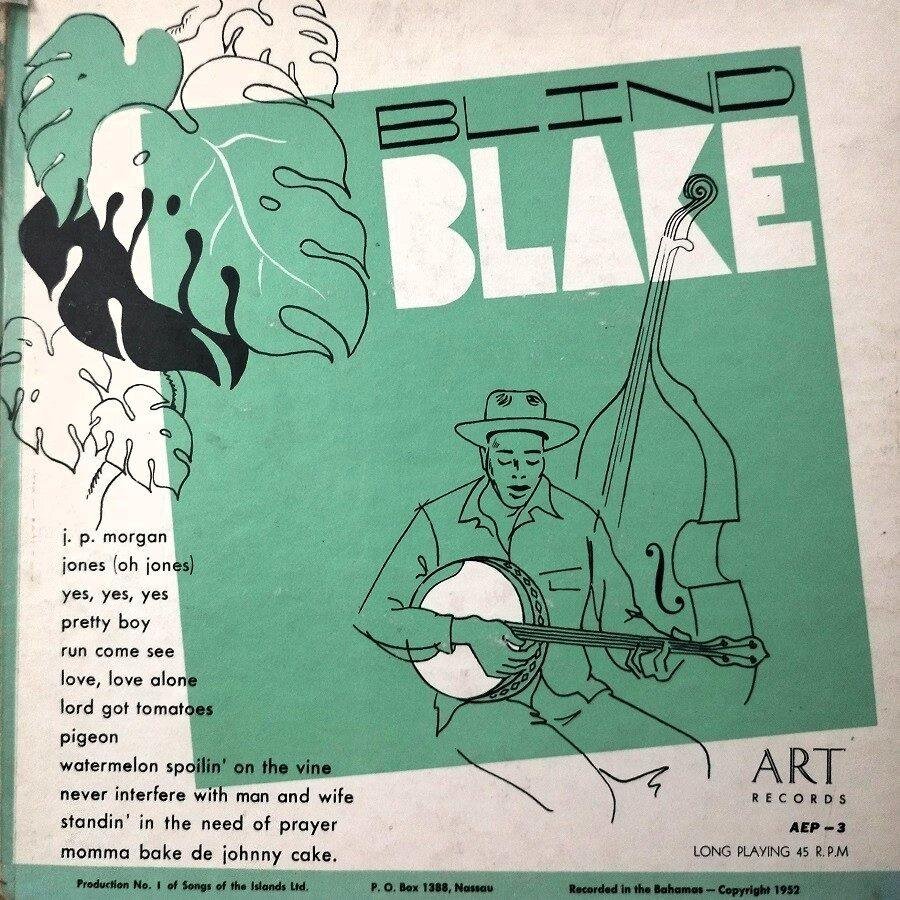 BLIND
BLAKE
j. p. morgan
jones (oh jones)
yes, yes, yes
pretty boy
run come see
love, love alone
lord got tomatoes
pigeon
watermelon spoilin' on the vine
never interfere with man and wife
standin' in the need of prayer
momma bake de johnny cake.
ART
RECORDS
AEP – 3
LONG PLAYING 45 R.P.M
Production No. I of Songs of the Islands Ltd. P. O. Box 1388, Nassau Recorded in the Bahamas — Copyright 1952